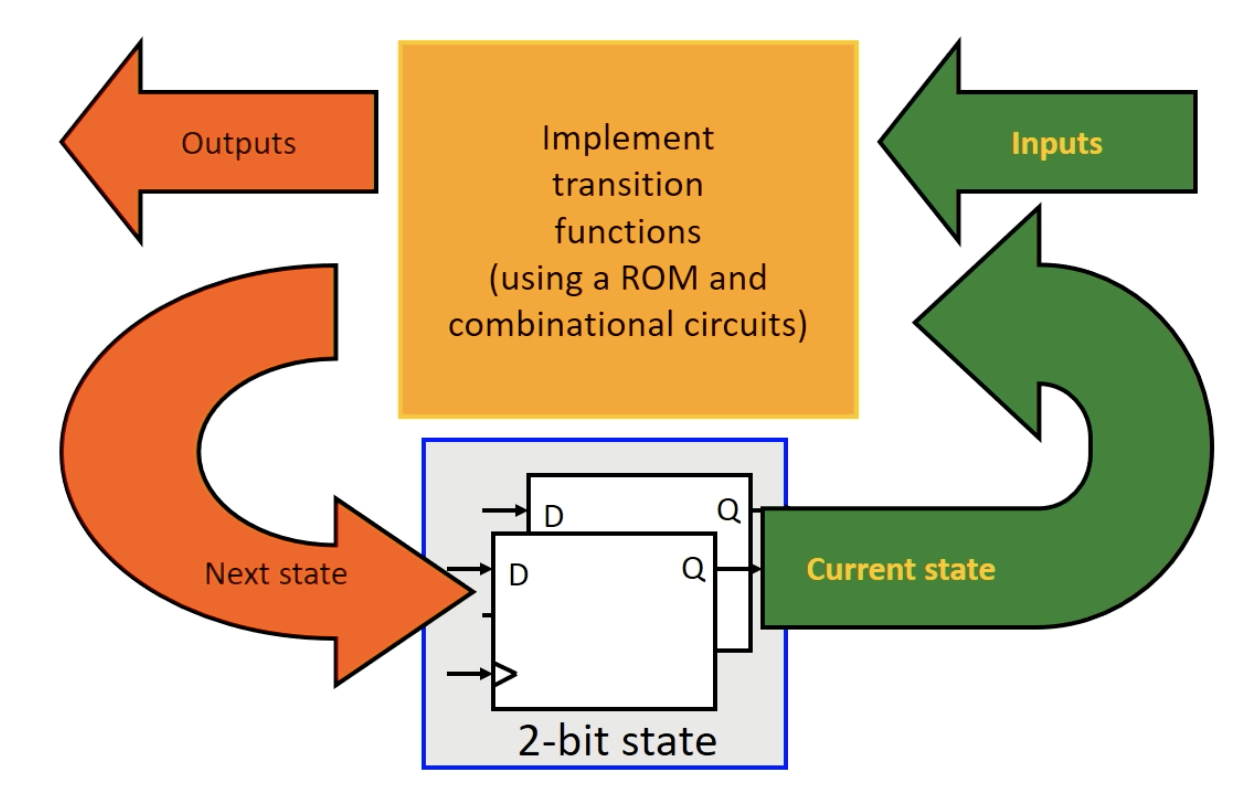 Outputs
Implement
transition
functions
(using a ROM and
combinational circuits)
Inputs
D
Q
D
Q
Next state
Current state
2-bit state